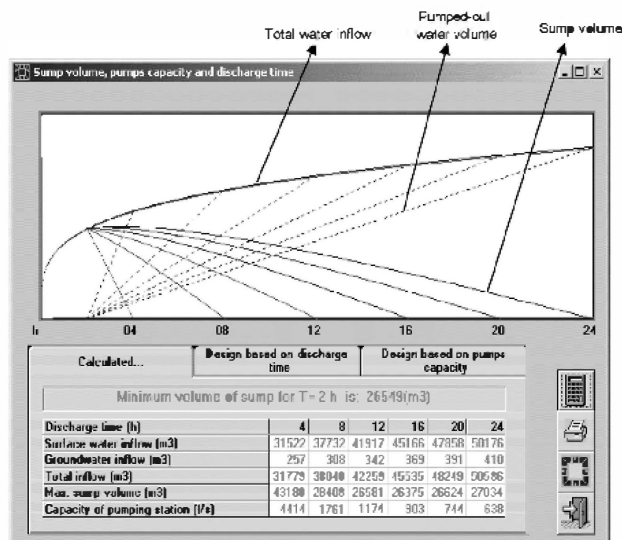 Total water inflow
Pumped-out
water volume
Sump volume
Sump volume, pumps capacity and discharge time
h 04 08 12 16 20 24
Calculated...
Design based on discharge
time
Design based on pumps
capacity
Minimum volume of sump for T= 2 h is: 26549(m3)
Discharge time (h) 4 8 12 16 20 24
Surface water inflow (m3) 31522 37732 41917 45166 47858 50176
Groundwater inflow (m3) 257 308 342 369 391 410
Total inflow (m3) 31779 38040 42259 45535 48249 50586
Max. sump volume (m3) 43180 28408 26581 26375 26624 27034
Capacity of pumping station (l/s) 4414 1761 1174 903 744 638